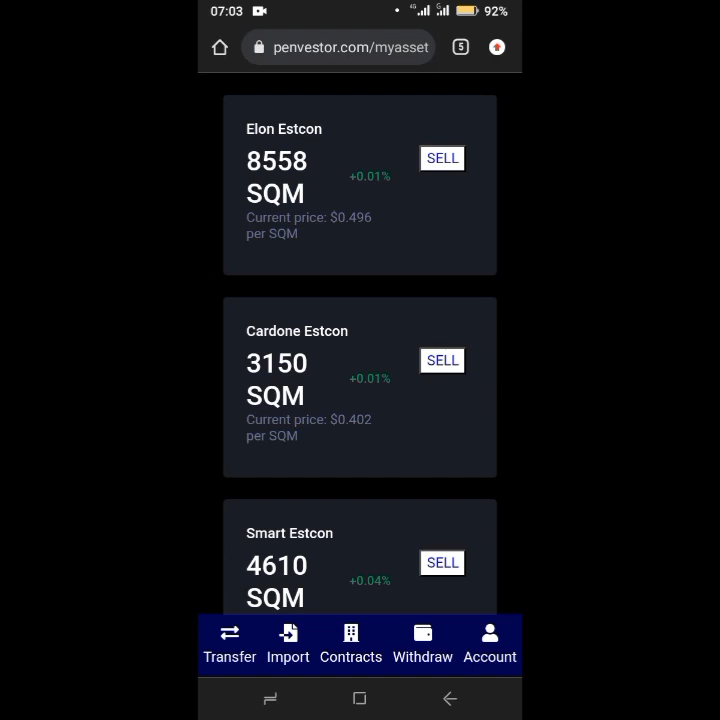 07:03 4G G 92%
penvestor.com/myasset 5
Elon Estcon
8558 SQM +0.01% SELL
Current price: $0.496
per SQM
Cardone Estcon
3150 SQM +0.01% SELL
Current price: $0.402
per SQM
Smart Estcon
4610 SQM +0.04% SELL
Transfer Import Contracts Withdraw Account